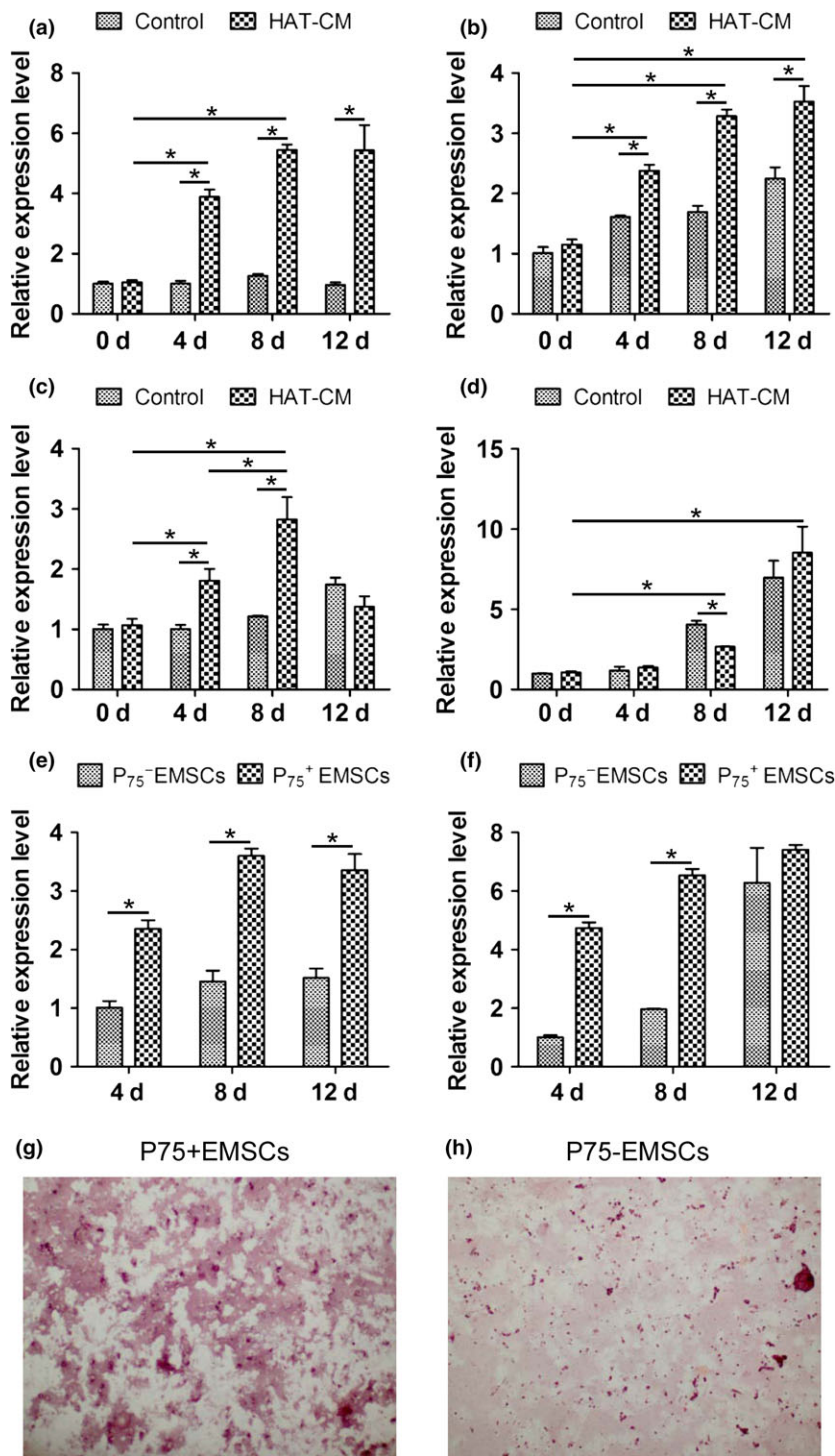 (a) Control HAT-CM
Relative expression level
8
6
4
2
0
* * * * *
0 d 4 d 8 d 12 d
(b) Control HAT-CM
Relative expression level
4
3
2
1
0
* * * * * *
0 d 4 d 8 d 12 d
(c) Control HAT-CM
Relative expression level
4
3
2
1
0
* * * * *
0 d 4 d 8 d 12 d
(d) Control HAT-CM
Relative expression level
15
10
5
0
* * *
0 d 4 d 8 d 12 d
(e) P₇₅⁻EMSCs P₇₅⁺ EMSCs
Relative expression level
4
3
2
1
0
* * *
4 d 8 d 12 d
(f) P₇₅⁻EMSCs P₇₅⁺ EMSCs
Relative expression level
8
6
4
2
0
* *
4 d 8 d 12 d
(g) P75+EMSCs
(h) P75-EMSCs